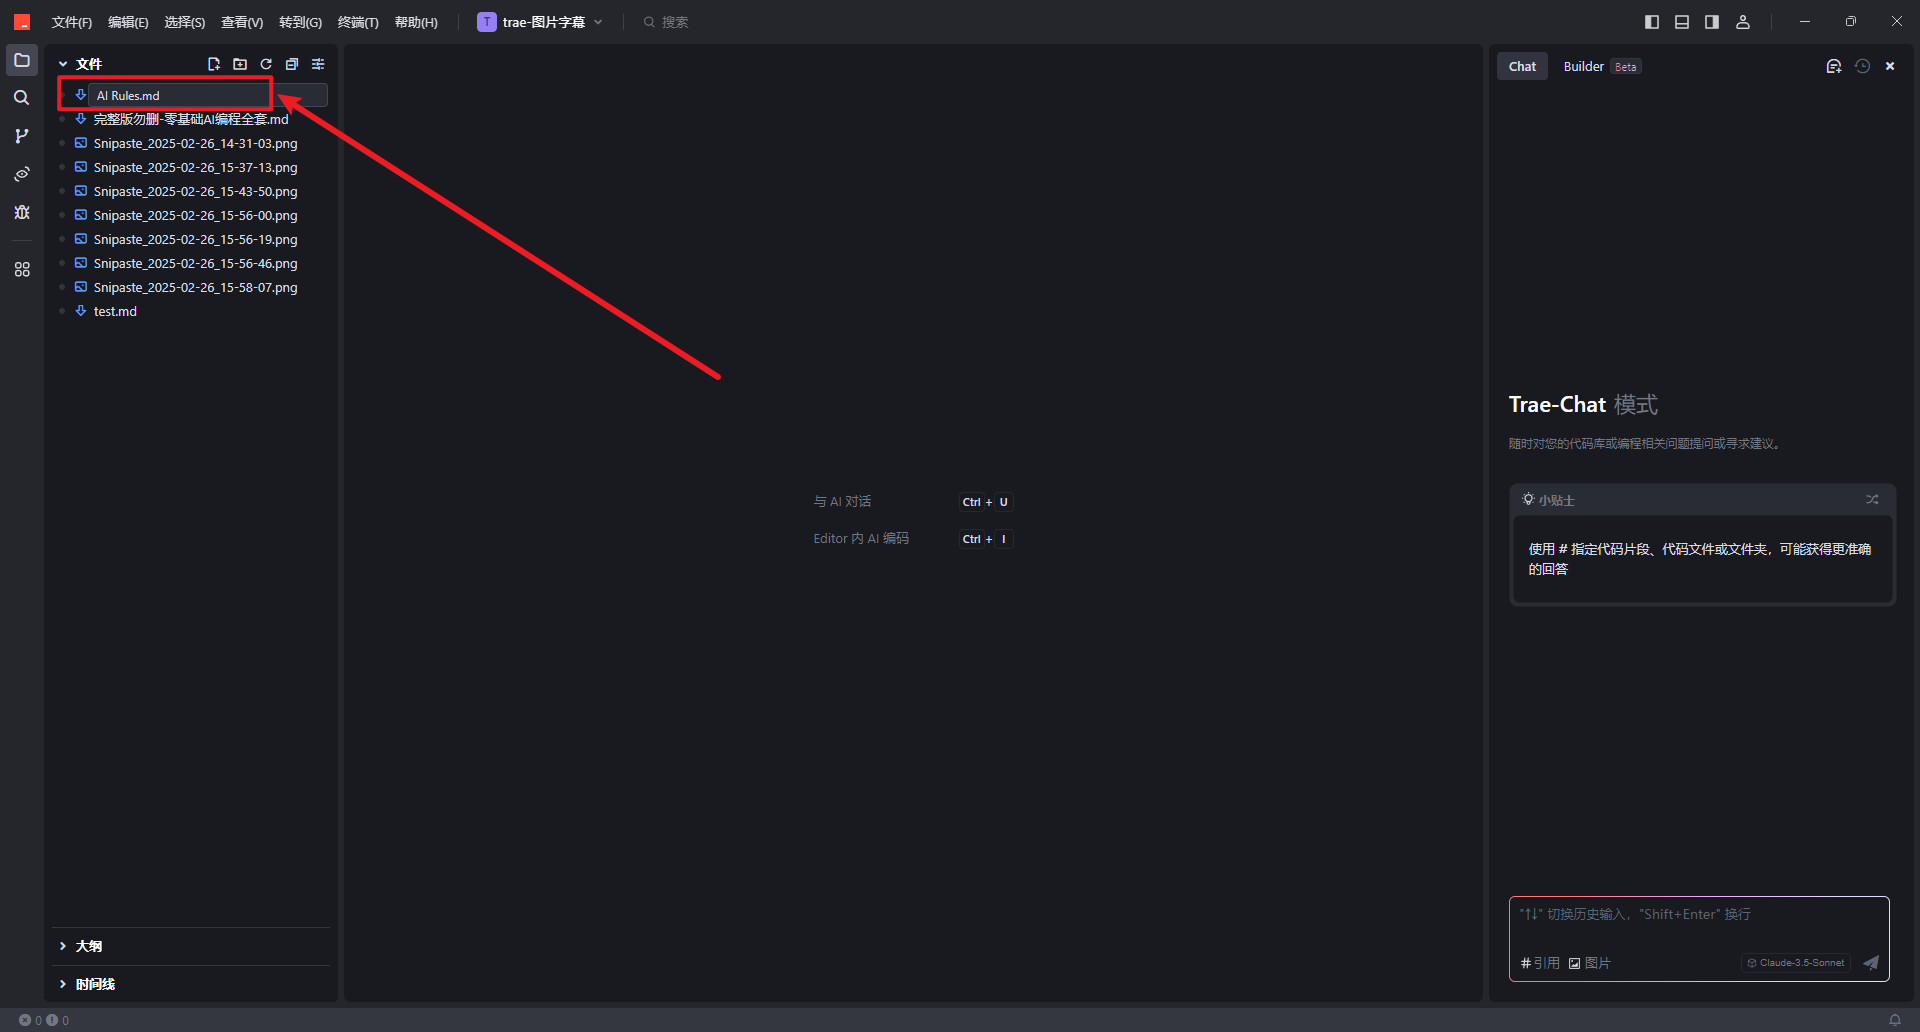 文件(F) 编辑(E) 选择(S) 查看(V) 转到(G) 终端(T) 帮助(H) T trae-图片字幕 搜索
文件
AI Rules.md
完整版勿删-零基础AI编程全套.md
Snipaste_2025-02-26_14-31-03.png
Snipaste_2025-02-26_15-37-13.png
Snipaste_2025-02-26_15-43-50.png
Snipaste_2025-02-26_15-56-00.png
Snipaste_2025-02-26_15-56-19.png
Snipaste_2025-02-26_15-56-46.png
Snipaste_2025-02-26_15-58-07.png
test.md
大纲
时间线
与 AI 对话 Ctrl + U
Editor 内 AI 编码 Ctrl + I
Chat Builder Beta
Trae-Chat 模式
随时对您的代码库或编程相关问题提问或寻求建议。
小贴士
使用 # 指定代码片段、代码文件或文件夹，可能获得更准确
的回答
"↑↓" 切换历史输入，"Shift+Enter" 换行
#引用 图片 Claude-3.5-Sonnet
0 0